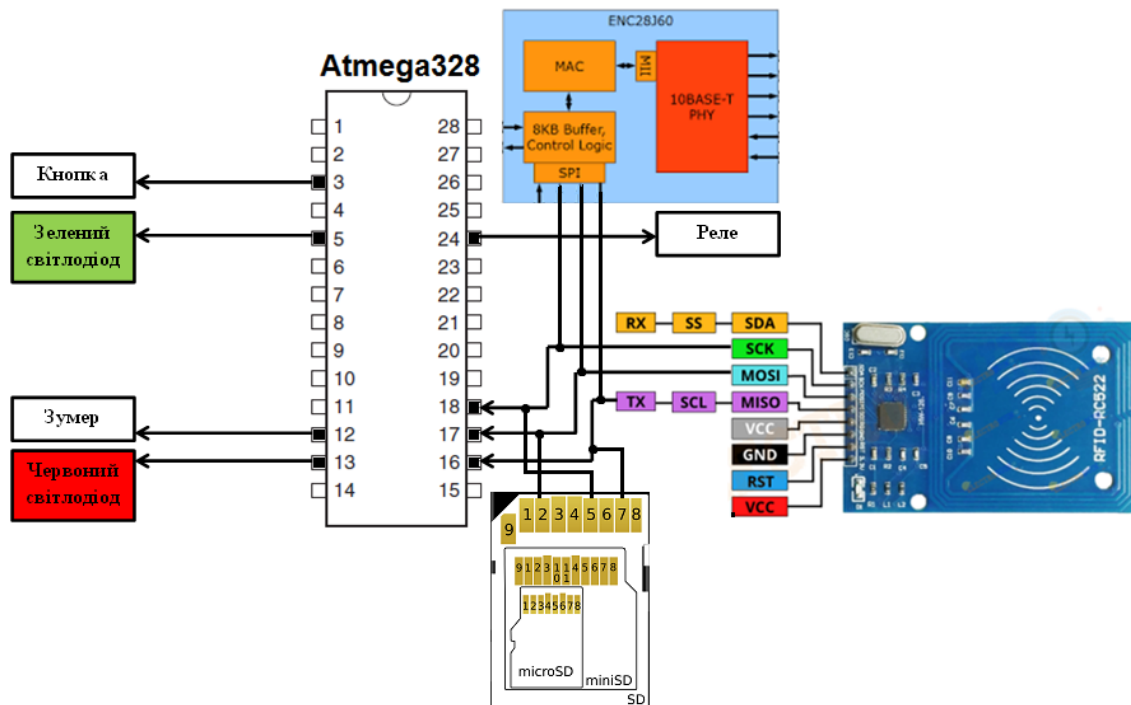 ENC28J60
Atmega328
MAC
MII
10BASE-T
PHY
8KB Buffer,
Control Logic
SPI
1 28
2 27
3 26
4 25
5 24
6 23
7 22
8 21
9 20
10 19
11 18
12 17
13 16
14 15
Кнопка
Зелений
світлодіод
Реле
Зумер
Червоний
світлодіод
RX SS SDA
SCK
MOSI
TX SCL MISO
VCC
GND
RST
VCC
RFID-RC522
1 2 3 4 5 6 7 8
9
9 1 2 3 10 11 4 5 6 7 8
1 2 3 4 5 6 7 8
microSD
miniSD
SD